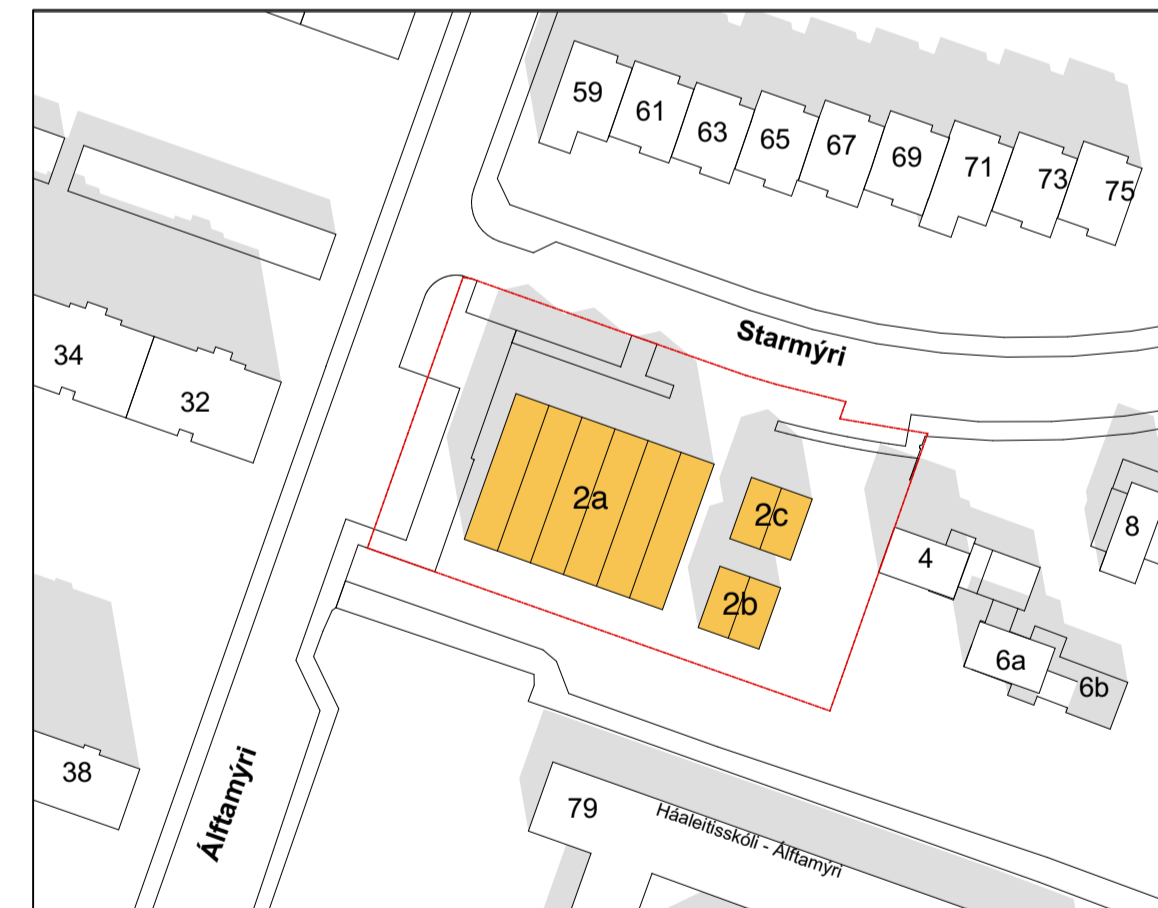 59
61
63
65
67
69
71
73
75
Starmýri
34
32
2a
2c
2b
4
8
6a
6b
38
Álftamýri
79
Háaleitisskóli - Álftamýri